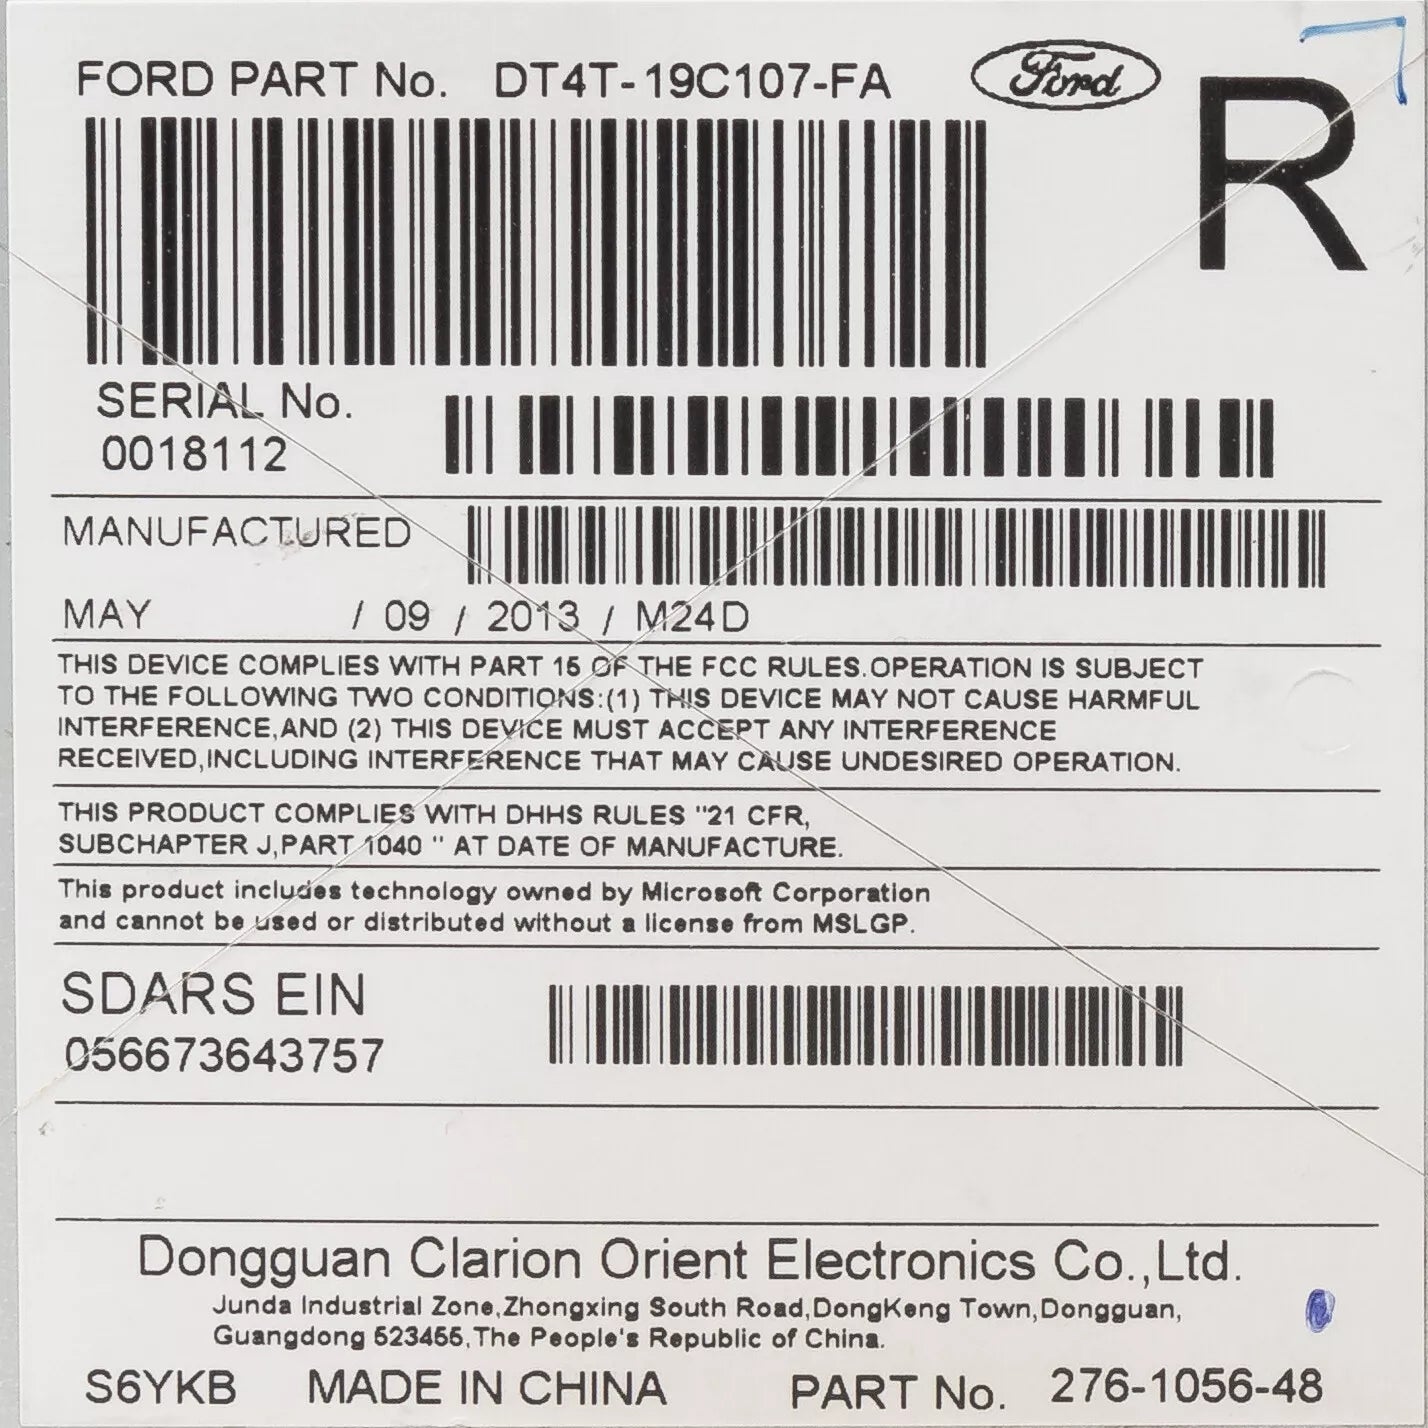 FORD PART No. DT4T-19C107-FA Ford
R
SERIAL No.
0018112
MANUFACTURED
MAY / 09 / 2013 / M24D
THIS DEVICE COMPLIES WITH PART 15 OF THE FCC RULES.OPERATION IS SUBJECT
TO THE FOLLOWING TWO CONDITIONS:(1) THIS DEVICE MAY NOT CAUSE HARMFUL
INTERFERENCE,AND (2) THIS DEVICE MUST ACCEPT ANY INTERFERENCE
RECEIVED,INCLUDING INTERFERENCE THAT MAY CAUSE UNDESIRED OPERATION.
THIS PRODUCT COMPLIES WITH DHHS RULES "21 CFR,
SUBCHAPTER J,PART 1040 " AT DATE OF MANUFACTURE.
This product includes technology owned by Microsoft Corporation
and cannot be used or distributed without a license from MSLGP.
SDARS EIN
056673643757
Dongguan Clarion Orient Electronics Co.,Ltd.
Junda Industrial Zone,Zhongxing South Road,DongKeng Town,Dongguan,
Guangdong 523455,The People's Republic of China.
S6YKB MADE IN CHINA PART No. 276-1056-48